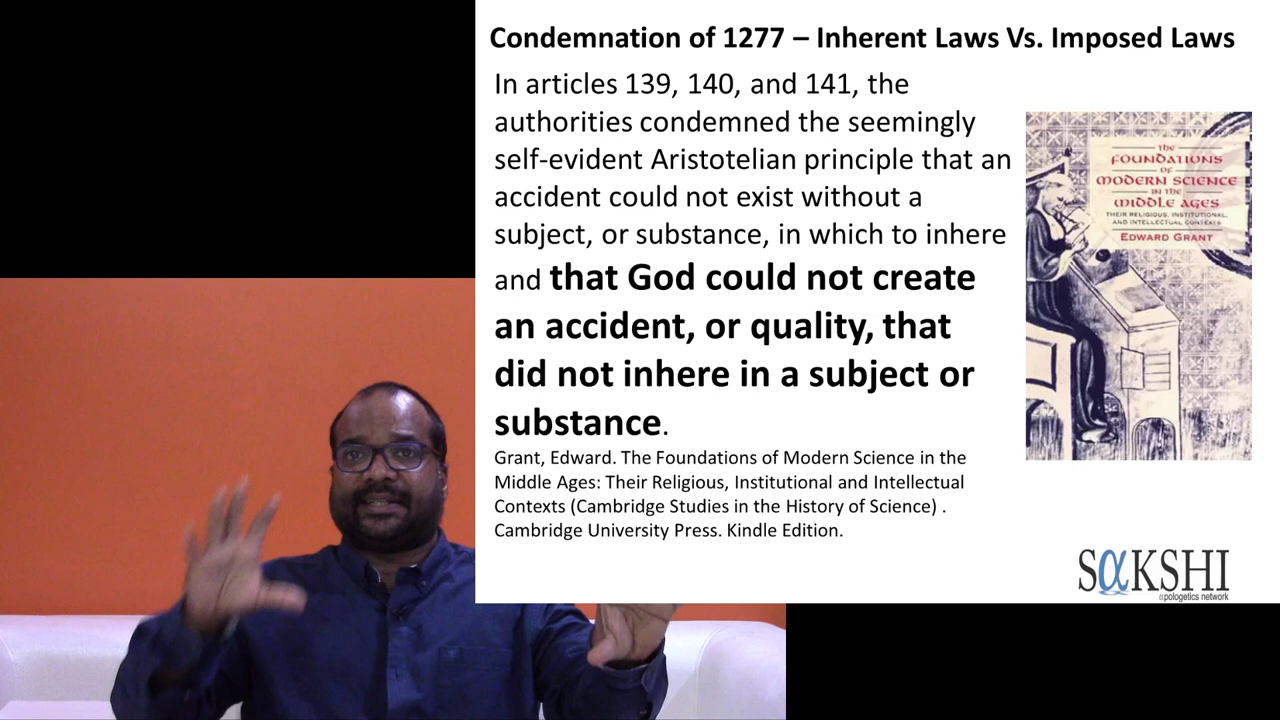 Condemnation of 1277 – Inherent Laws Vs. Imposed Laws
In articles 139, 140, and 141, the
authorities condemned the seemingly
self-evident Aristotelian principle that an
accident could not exist without a
subject, or substance, in which to inhere
and that God could not create
an accident, or quality, that
did not inhere in a subject or
substance.
Grant, Edward. The Foundations of Modern Science in the
Middle Ages: Their Religious, Institutional and Intellectual
Contexts (Cambridge Studies in the History of Science) .
Cambridge University Press. Kindle Edition.
THE
FOUNDATIONS
OF
MODERN SCIENCE
IN THE
MIDDLE AGES
THEIR RELIGIOUS, INSTITUTIONAL,
AND INTELLECTUAL CONTEXTS
EDWARD GRANT
SαKSHI
αpologetics network